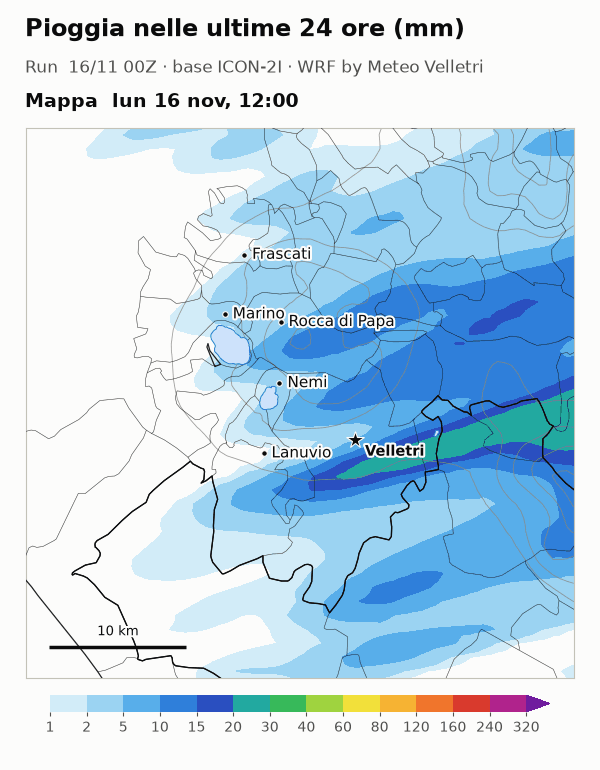 Pioggia nelle ultime 24 ore (mm)
Run  16/11 00Z · base ICON-2I · WRF by Meteo Velletri
Mappa  lun 16 nov, 12:00
Frascati
Marino
Rocca di Papa
Nemi
Velletri
Lanuvio
10 km
1 2 5 10 15 20 30 40 60 80 120 160 240 320